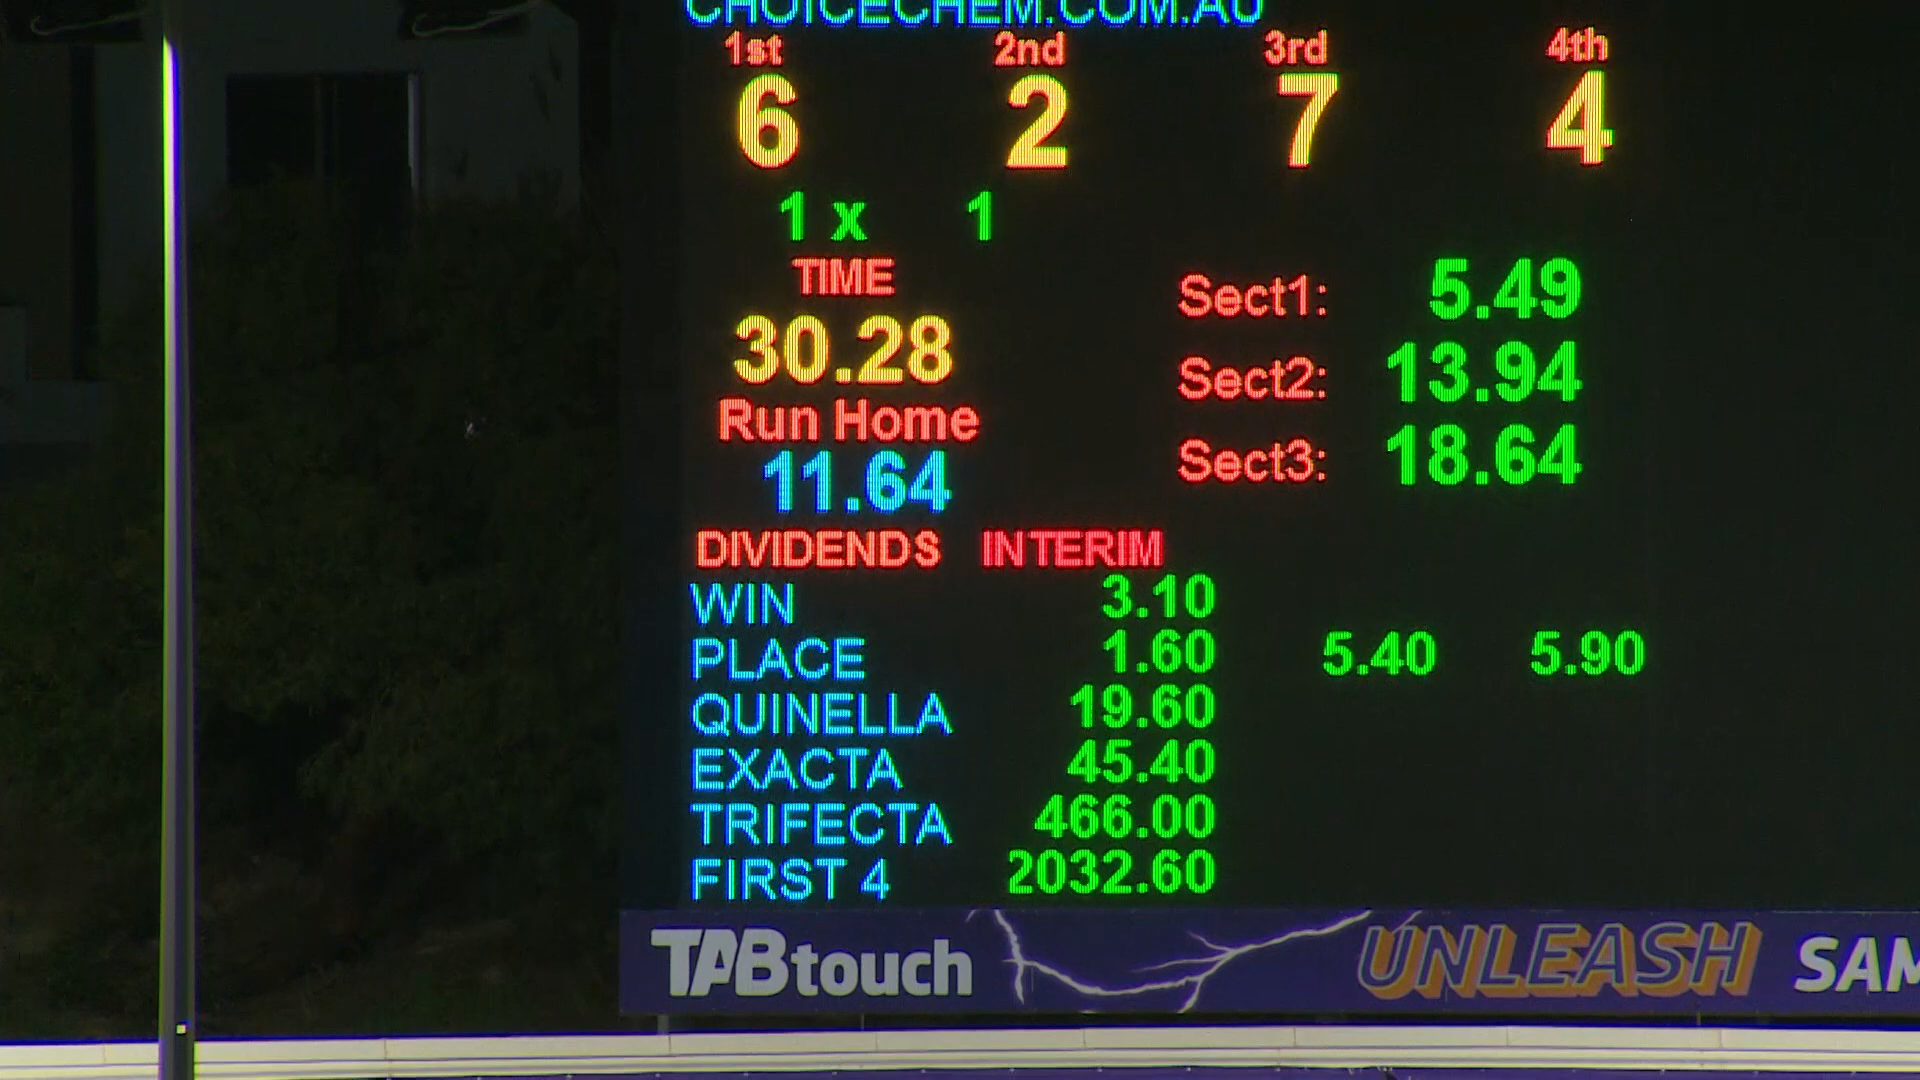 CHOICECHEM.COM.AU
1st 2nd 3rd 4th
6 2 7 4
1 x 1
TIME
30.28
Run Home
11.64
Sect1: 5.49
Sect2: 13.94
Sect3: 18.64
DIVIDENDS INTERIM
WIN 3.10
PLACE 1.60 5.40 5.90
QUINELLA 19.60
EXACTA 45.40
TRIFECTA 466.00
FIRST 4 2032.60
TABtouch UNLEASH SAM